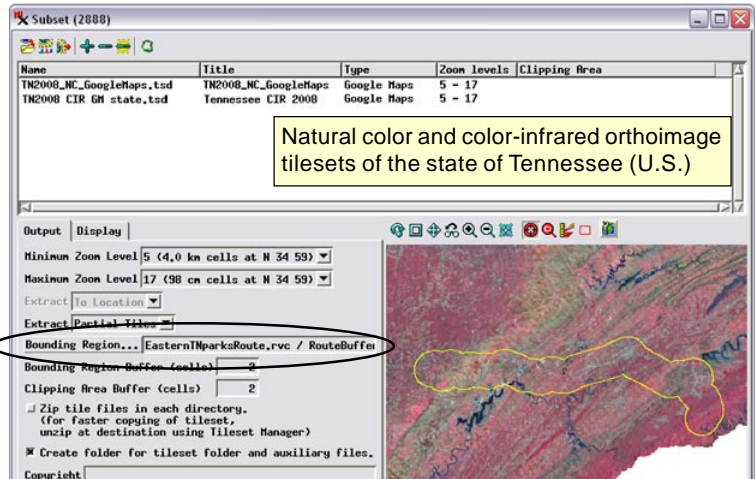 Subset (2888)
Name Title Type Zoom levels Clipping Area
TN2008_NC_GoogleMaps.tsd TN2008_NC_GoogleMaps Google Maps 5 - 17
TN2008 CIR GM state.tsd Tennessee CIR 2008 Google Maps 5 - 17
Natural color and color-infrared orthoimage
tilesets of the state of Tennessee (U.S.)
Output Display
Minimum Zoom Level 5 (4.0 km cells at N 34 59)
Maximum Zoom Level 17 (98 cm cells at N 34 59)
Extract To Location
Extract Partial Tiles
Bounding Region... EasternTNparksRoute.rvc / RouteBuffer
Bounding Region Buffer (cells) 2
Clipping Area Buffer (cells) 2
Zip tile files in each directory.
(for faster copying of tileset,
unzip at destination using Tileset Manager)
Create folder for tileset folder and auxiliary files.
Copyright